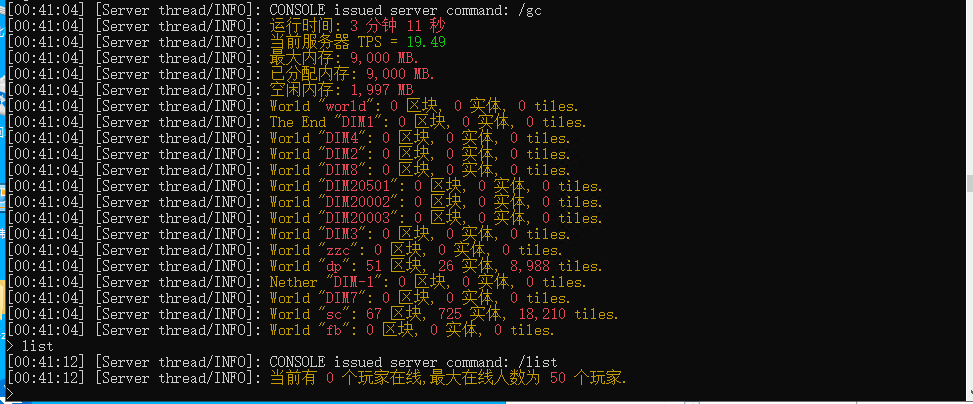 [00:41:04] [Server thread/INFO]: CONSOLE issued server command: /gc
[00:41:04] [Server thread/INFO]: 运行时间: 3 分钟 11 秒
[00:41:04] [Server thread/INFO]: 当前服务器 TPS = 19.49
[00:41:04] [Server thread/INFO]: 最大内存: 9,000 MB.
[00:41:04] [Server thread/INFO]: 已分配内存: 9,000 MB.
[00:41:04] [Server thread/INFO]: 空闲内存: 1,997 MB
[00:41:04] [Server thread/INFO]: World "world": 0 区块, 0 实体, 0 tiles.
[00:41:04] [Server thread/INFO]: The End "DIM1": 0 区块, 0 实体, 0 tiles.
[00:41:04] [Server thread/INFO]: World "DIM4": 0 区块, 0 实体, 0 tiles.
[00:41:04] [Server thread/INFO]: World "DIM2": 0 区块, 0 实体, 0 tiles.
[00:41:04] [Server thread/INFO]: World "DIM8": 0 区块, 0 实体, 0 tiles.
[00:41:04] [Server thread/INFO]: World "DIM20501": 0 区块, 0 实体, 0 tiles.
[00:41:04] [Server thread/INFO]: World "DIM20002": 0 区块, 0 实体, 0 tiles.
[00:41:04] [Server thread/INFO]: World "DIM20003": 0 区块, 0 实体, 0 tiles.
[00:41:04] [Server thread/INFO]: World "DIM3": 0 区块, 0 实体, 0 tiles.
[00:41:04] [Server thread/INFO]: World "zzc": 0 区块, 0 实体, 0 tiles.
[00:41:04] [Server thread/INFO]: World "dp": 51 区块, 26 实体, 8,988 tiles.
[00:41:04] [Server thread/INFO]: Nether "DIM-1": 0 区块, 0 实体, 0 tiles.
[00:41:04] [Server thread/INFO]: World "DIM7": 0 区块, 0 实体, 0 tiles.
[00:41:04] [Server thread/INFO]: World "sc": 67 区块, 725 实体, 18,210 tiles.
[00:41:04] [Server thread/INFO]: World "fb": 0 区块, 0 实体, 0 tiles.
> list
[00:41:12] [Server thread/INFO]: CONSOLE issued server command: /list
[00:41:12] [Server thread/INFO]: 当前有 0 个玩家在线,最大在线人数为 50 个玩家.
>